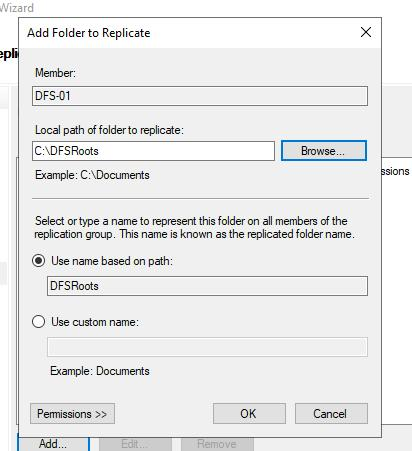 Wizard
Add Folder to Replicate
Member:
DFS-01
Local path of folder to replicate:
C:\DFSRoots
Browse...
Example: C:\Documents
Select or type a name to represent this folder on all members of the
replication group. This name is known as the replicated folder name.
Use name based on path:
DFSRoots
Use custom name:
Example: Documents
Permissions >>
OK
Cancel
Add...
Edit...
Remove